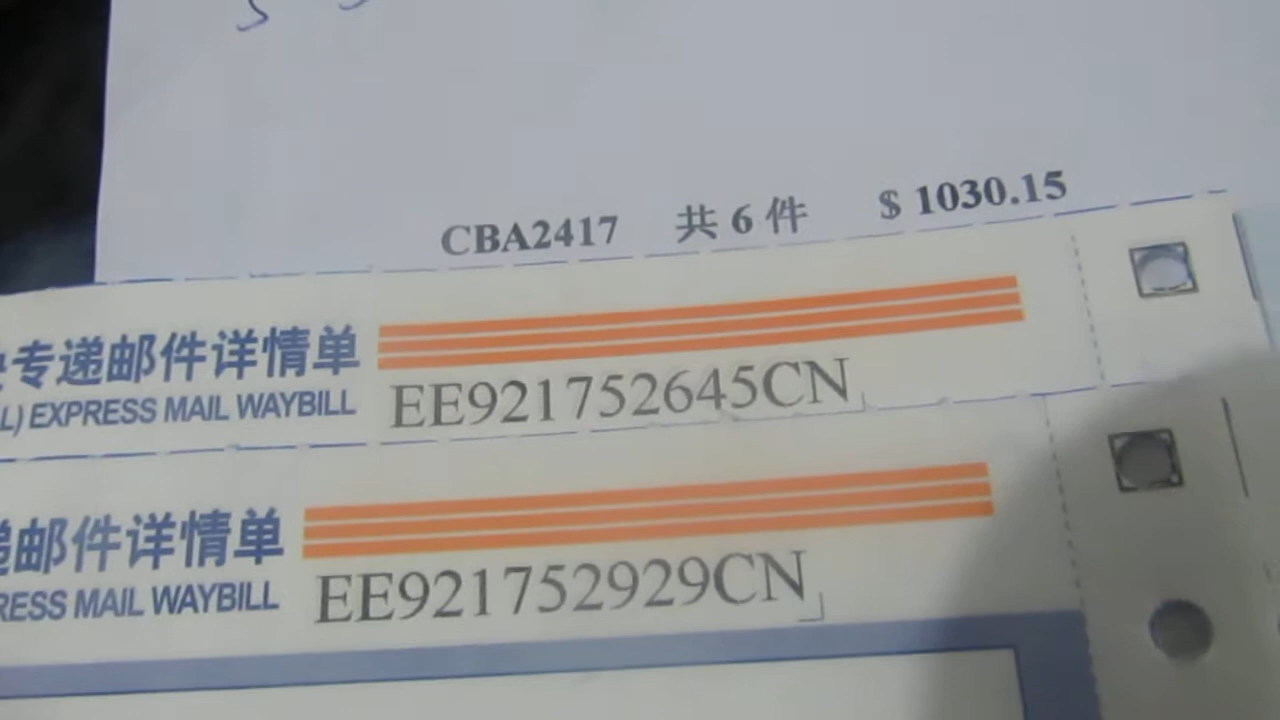 CBA2417 共 6 件 $ 1030.15
专递邮件详情单
L) EXPRESS MAIL WAYBILL
EE921752645CN
邮件详情单
RESS MAIL WAYBILL
EE921752929CN